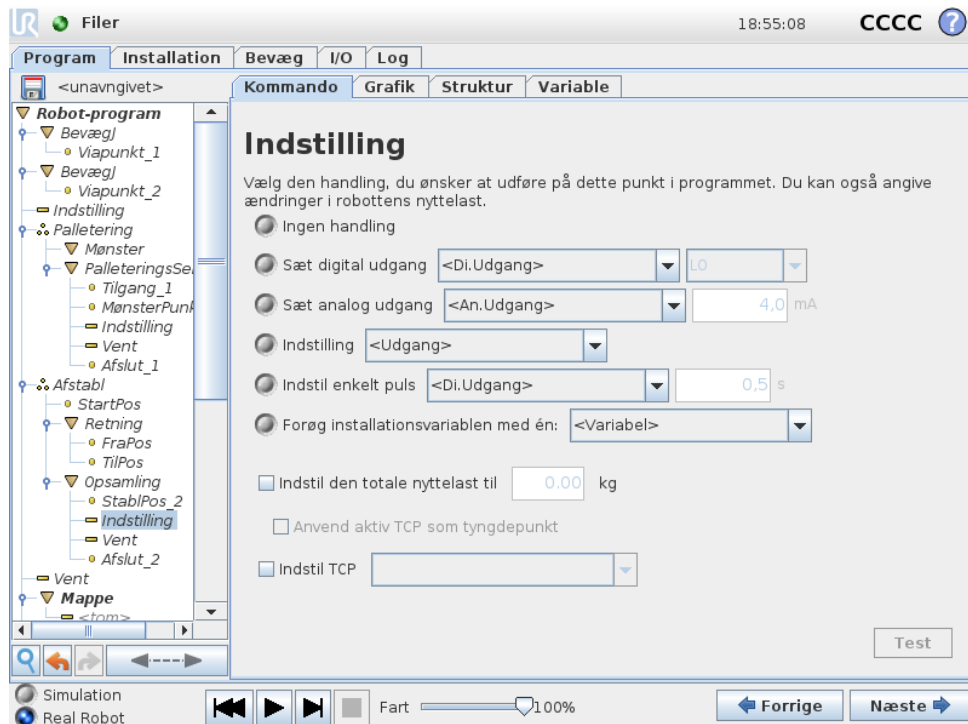 UR Filer 18:55:08 CCCC ?
Program Installation Bevæg I/O Log
<unavngivet>
Kommando Grafik Struktur Variable
Robot-program
BevægJ
Viapunkt_1
BevægJ
Viapunkt_2
Indstilling
Palletering
Mønster
PalleteringsSe
Tilgang_1
MønsterPunk
Indstilling
Vent
Afslut_1
Afstabl
StartPos
Retning
FraPos
TilPos
Opsamling
StablPos_2
Indstilling
Vent
Afslut_2
Vent
Mappe
<tom>
Indstilling
Vælg den handling, du ønsker at udføre på dette punkt i programmet. Du kan også angive
ændringer i robottens nyttelast.
Ingen handling
Sæt digital udgang <Di.Udgang> LO
Sæt analog udgang <An.Udgang> 4,0 mA
Indstilling <Udgang>
Indstil enkelt puls <Di.Udgang> 0,5 s
Forøg installationsvariablen med én: <Variabel>
Indstil den totale nyttelast til 0.00 kg
Anvend aktiv TCP som tyngdepunkt
Indstil TCP
Test
Simulation
Real Robot
Fart 100%
Forrige Næste